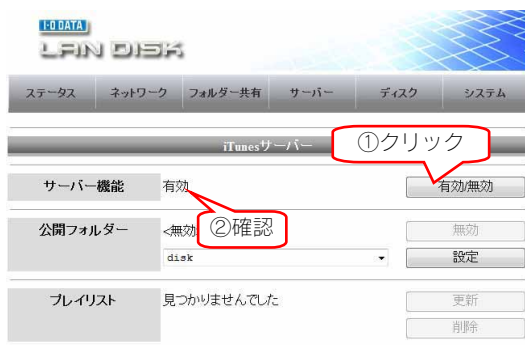 I-O DATA
LAN DISK
ステータス ネットワーク フォルダー共有 サーバー ディスク システム
iTunesサーバー
①クリック
サーバー機能 有効 有効/無効
②確認
公開フォルダー <無効 無効
disk 設定
プレイリスト 見つかりませんでした 更新
削除